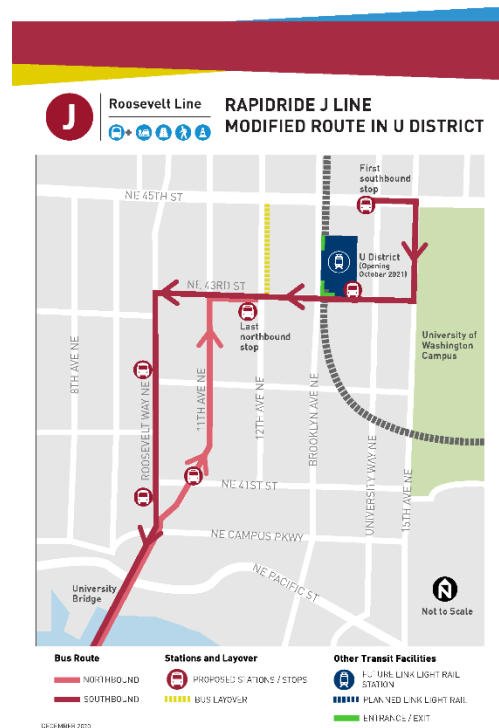 J
Roosevelt Line
+
RAPIDRIDE J LINE
MODIFIED ROUTE IN U DISTRICT
First
southbound
stop
NE 45TH ST
U District
(Opening
October 2021)
NE 43RD ST
Last
northbound
stop
University of
Washington
Campus
8TH AVE NE
ROOSEVELT WAY NE
11TH AVE NE
12TH AVE NE
BROOKLYN AVE NE
UNIVERSITY WAY NE
15TH AVE NE
NE 41ST ST
NE CAMPUS PKWY
NE PACIFIC ST
University
Bridge
N
Not to Scale
Bus Route
NORTHBOUND
SOUTHBOUND
Stations and Layover
PROPOSED STATIONS / STOPS
BUS LAYOVER
Other Transit Facilities
FUTURE LINK LIGHT RAIL
STATION
PLANNED LINK LIGHT RAIL
ENTRANCE / EXIT
DECEMBER 2020